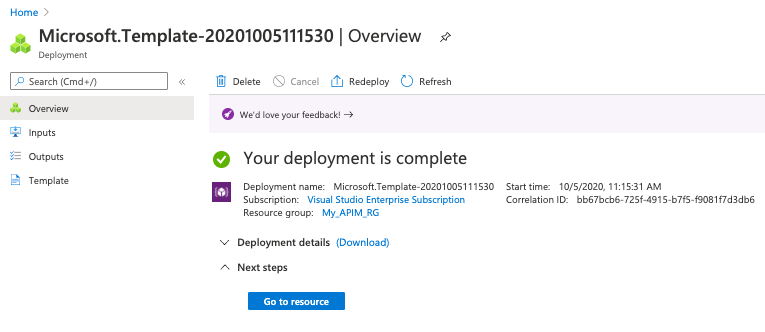 Home
Microsoft.Template-20201005111530 | Overview
Deployment
Search (Cmd+/)
Delete Cancel Redeploy Refresh
Overview
Inputs
Outputs
Template
We'd love your feedback! →
Your deployment is complete
Deployment name: Microsoft.Template-20201005111530 Start time: 10/5/2020, 11:15:31 AM
Subscription: Visual Studio Enterprise Subscription Correlation ID: bb67bcb6-725f-4915-b7f5-f9081f7d3db6
Resource group: My_APIM_RG
Deployment details (Download)
Next steps
Go to resource